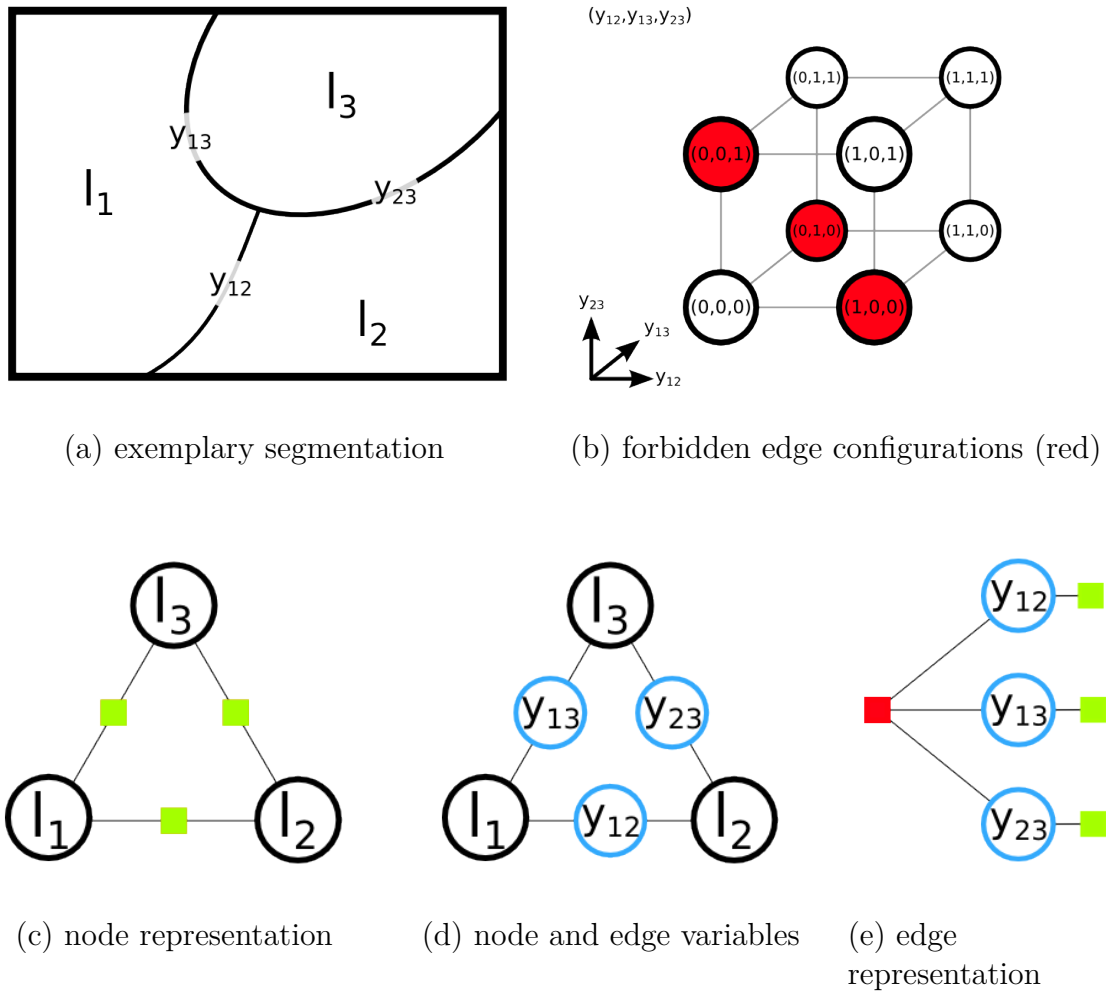 l₃
y₁₃
l₁
y₂₃
y₁₂
l₂
(a) exemplary segmentation
(y₁₂,y₁₃,y₂₃)
(0,1,1) (1,1,1)
(0,0,1) (1,0,1)
(0,1,0) (1,1,0)
(0,0,0) (1,0,0)
y₂₃
y₁₃
y₁₂
(b) forbidden edge configurations (red)
l₃
l₁ l₂
(c) node representation
l₃
y₁₃ y₂₃
l₁ y₁₂ l₂
(d) node and edge variables
y₁₂
y₁₃
y₂₃
(e) edge
representation